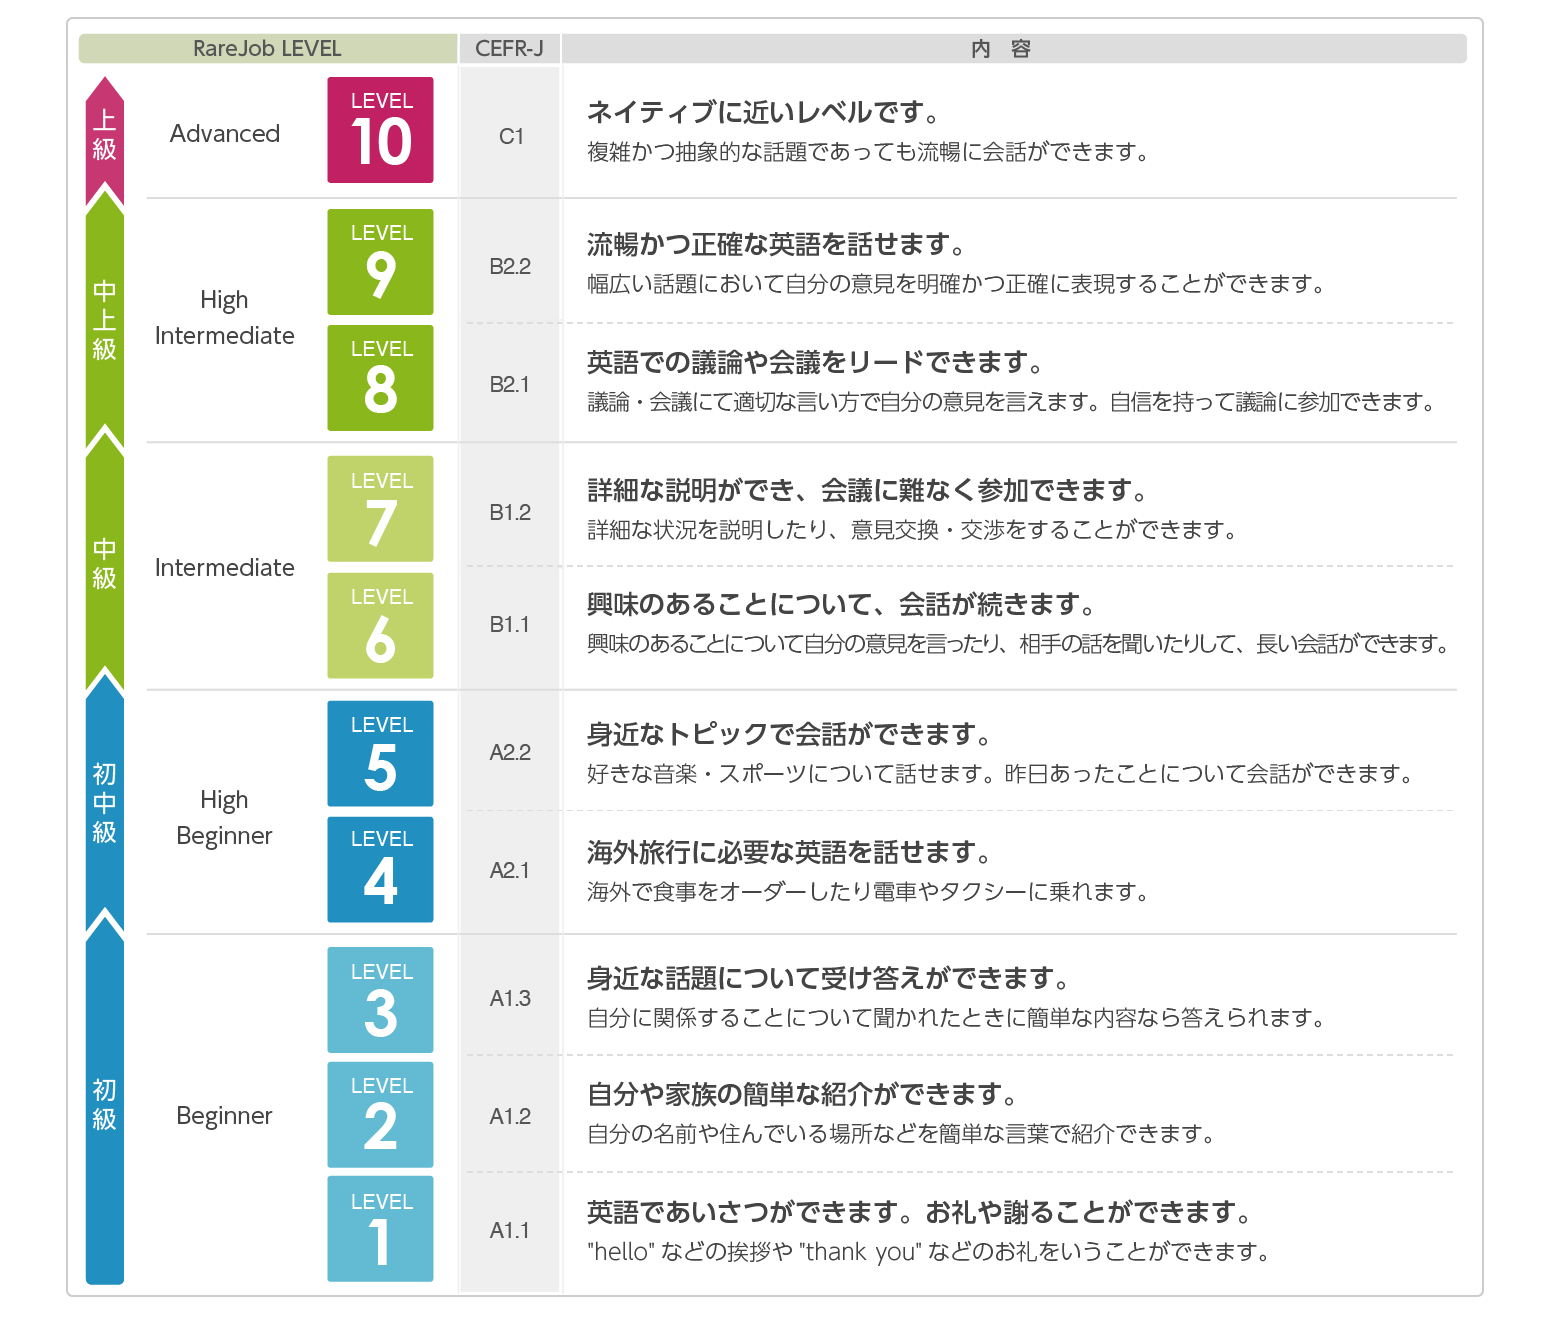 RareJob LEVEL CEFR-J 内 容
上級
Advanced
LEVEL
10
C1
ネイティブに近いレベルです。
複雑かつ抽象的な話題であっても流暢に会話ができます。
中上級
High
Intermediate
LEVEL
9
B2.2
流暢かつ正確な英語を話せます。
幅広い話題において自分の意見を明確かつ正確に表現することができます。
LEVEL
8
B2.1
英語での議論や会議をリードできます。
議論・会議にて適切な言い方で自分の意見を言えます。自信を持って議論に参加できます。
中級
Intermediate
LEVEL
7
B1.2
詳細な説明ができ、会議に難なく参加できます。
詳細な状況を説明したり、意見交換・交渉をすることができます。
LEVEL
6
B1.1
興味のあることについて、会話が続きます。
興味のあることについて自分の意見を言ったり、相手の話を聞いたりして、長い会話ができます。
初中級
High
Beginner
LEVEL
5
A2.2
身近なトピックで会話ができます。
好きな音楽・スポーツについて話せます。昨日あったことについて会話ができます。
LEVEL
4
A2.1
海外旅行に必要な英語を話せます。
海外で食事をオーダーしたり電車やタクシーに乗れます。
初級
Beginner
LEVEL
3
A1.3
身近な話題について受け答えができます。
自分に関係することについて聞かれたときに簡単な内容なら答えられます。
LEVEL
2
A1.2
自分や家族の簡単な紹介ができます。
自分の名前や住んでいる場所などを簡単な言葉で紹介できます。
LEVEL
1
A1.1
英語であいさつができます。お礼や謝ることができます。
"hello" などの挨拶や "thank you" などのお礼をいうことができます。